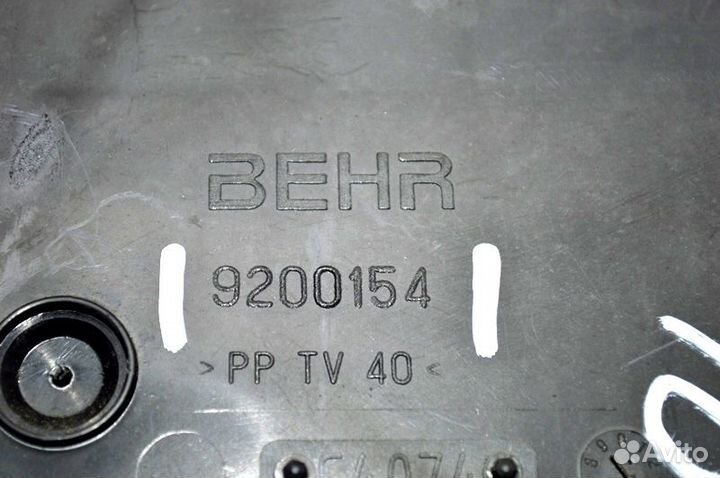 BEHR
9200154
>PP TV 40<
Avito